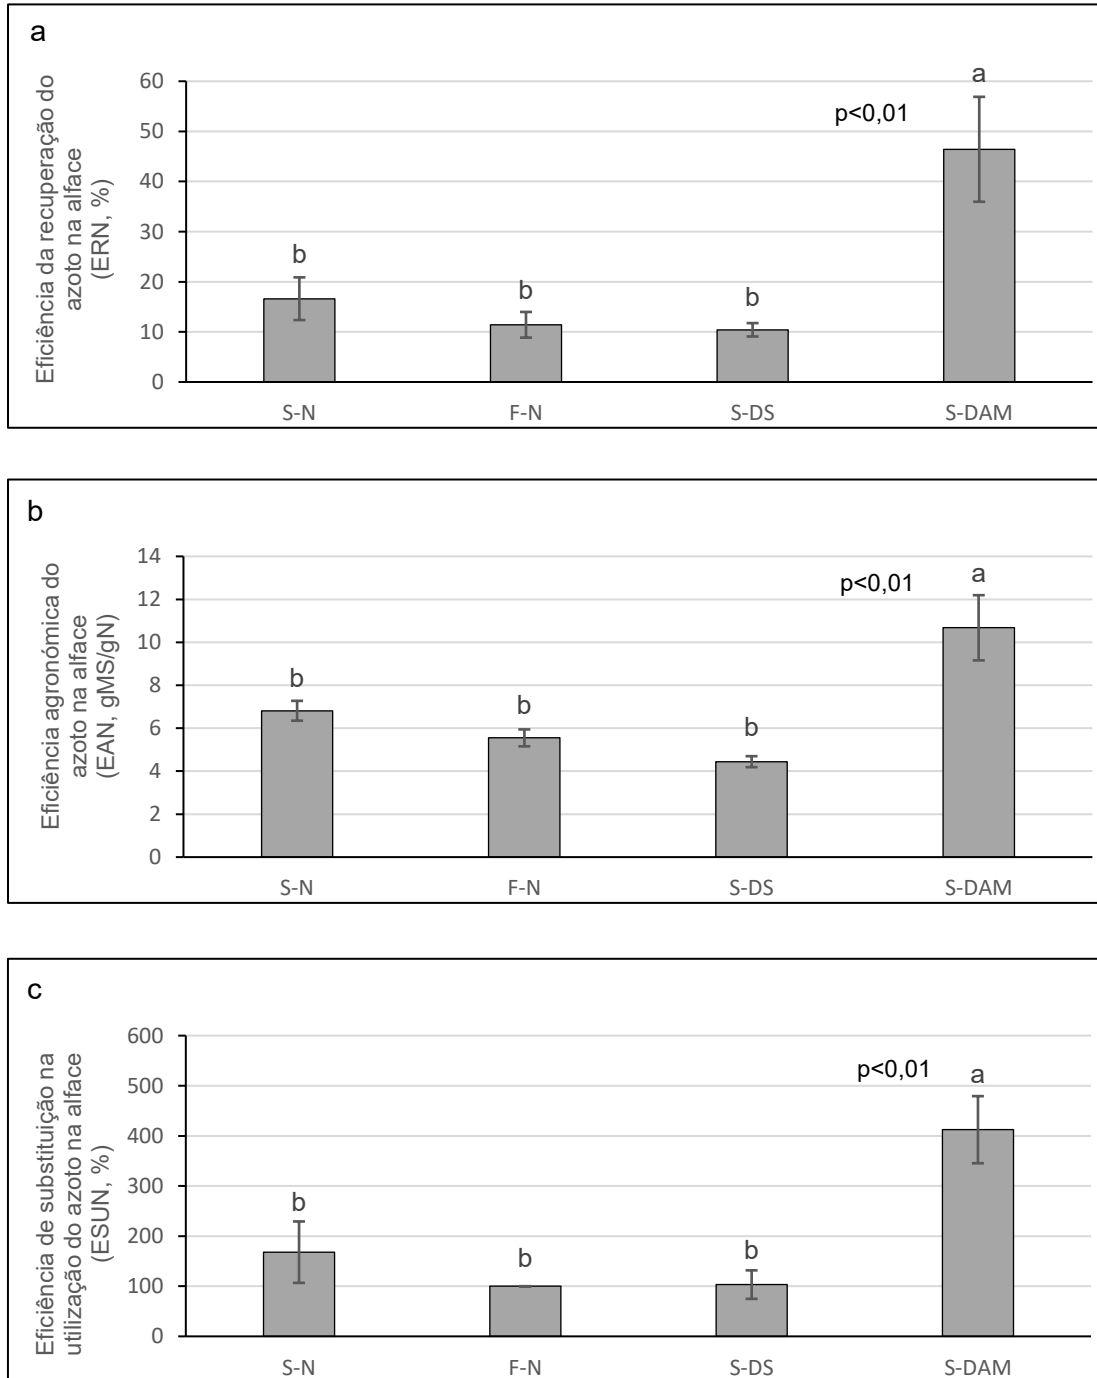 a
Eficiência da recuperação do
azoto na alface
(ERN, %)
60
50
40
30
20
10
0
p<0,01
b
b
b
a
S-N
F-N
S-DS
S-DAM
b
Eficiência agronómica do
azoto na alface
(EAN, gMS/gN)
14
12
10
8
6
4
2
0
p<0,01
b
b
b
a
S-N
F-N
S-DS
S-DAM
c
Eficiência de substituição na
utilização do azoto na alface
(ESUN, %)
600
500
400
300
200
100
0
p<0,01
b
b
b
a
S-N
F-N
S-DS
S-DAM